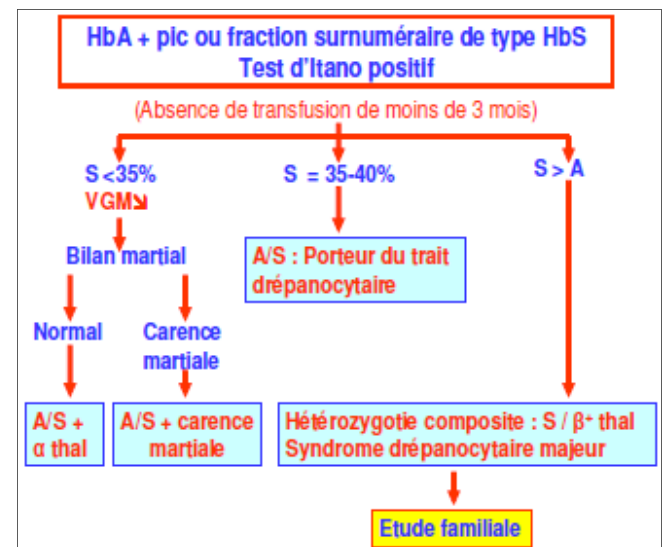 HbA + pic ou fraction surnuméraire de type HbS
Test d'Itano positif
(Absence de transfusion de moins de 3 mois)
S <35%
VGM↘
S = 35-40%
S > A
Bilan martial
A/S : Porteur du trait
drépanocytaire
Normal
Carence
martiale
A/S +
α thal
A/S + carence
martiale
Hétérozygotie composite : S / β⁺ thal
Syndrome drépanocytaire majeur
Etude familiale